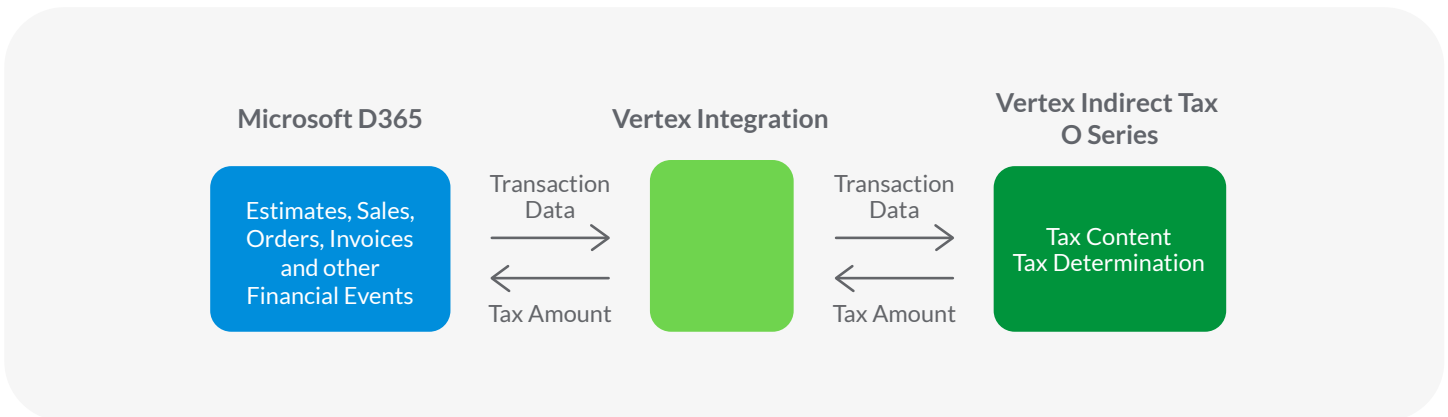 Microsoft D365
Vertex Integration
Vertex Indirect Tax
O Series
Estimates, Sales,
Orders, Invoices
and other
Financial Events
Transaction
Data
Tax Amount
Transaction
Data
Tax Amount
Tax Content
Tax Determination